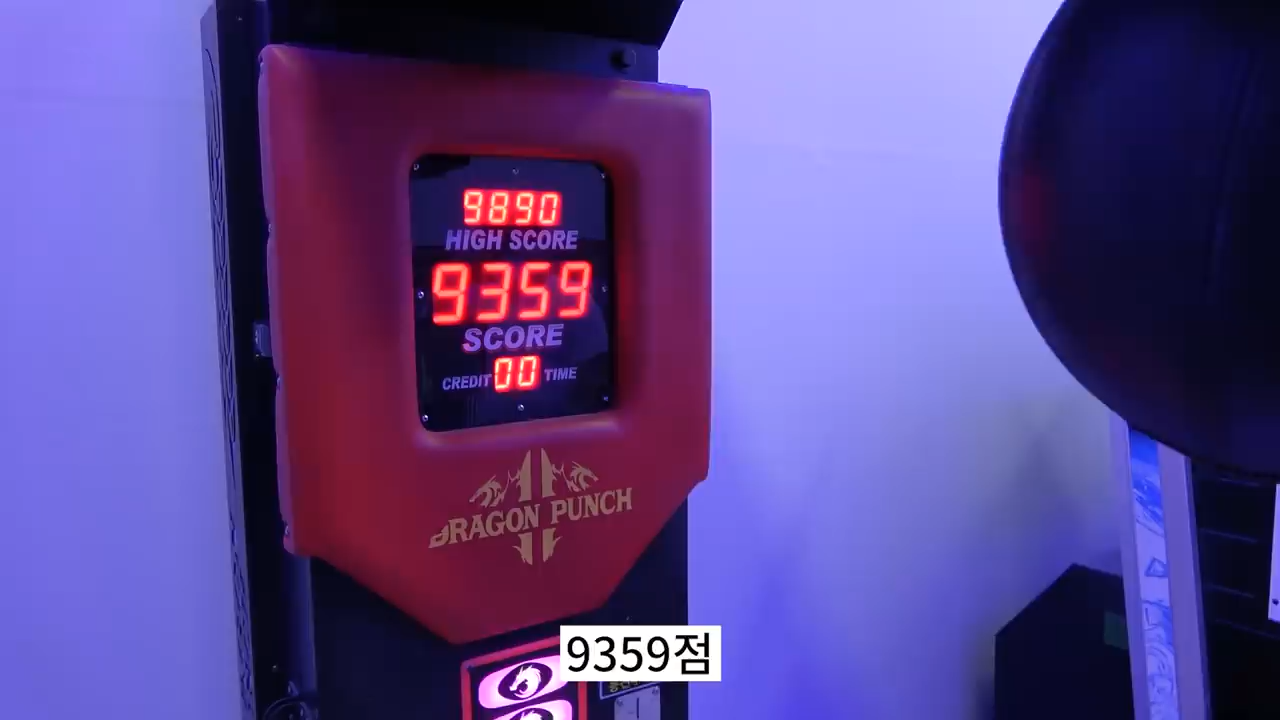 9890
HIGH SCORE
9359
SCORE
CREDIT 00 TIME
DRAGON PUNCH
9359점